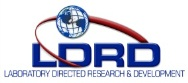 LDRD
LABORATORY DIRECTED RESEARCH & DEVELOPMENT